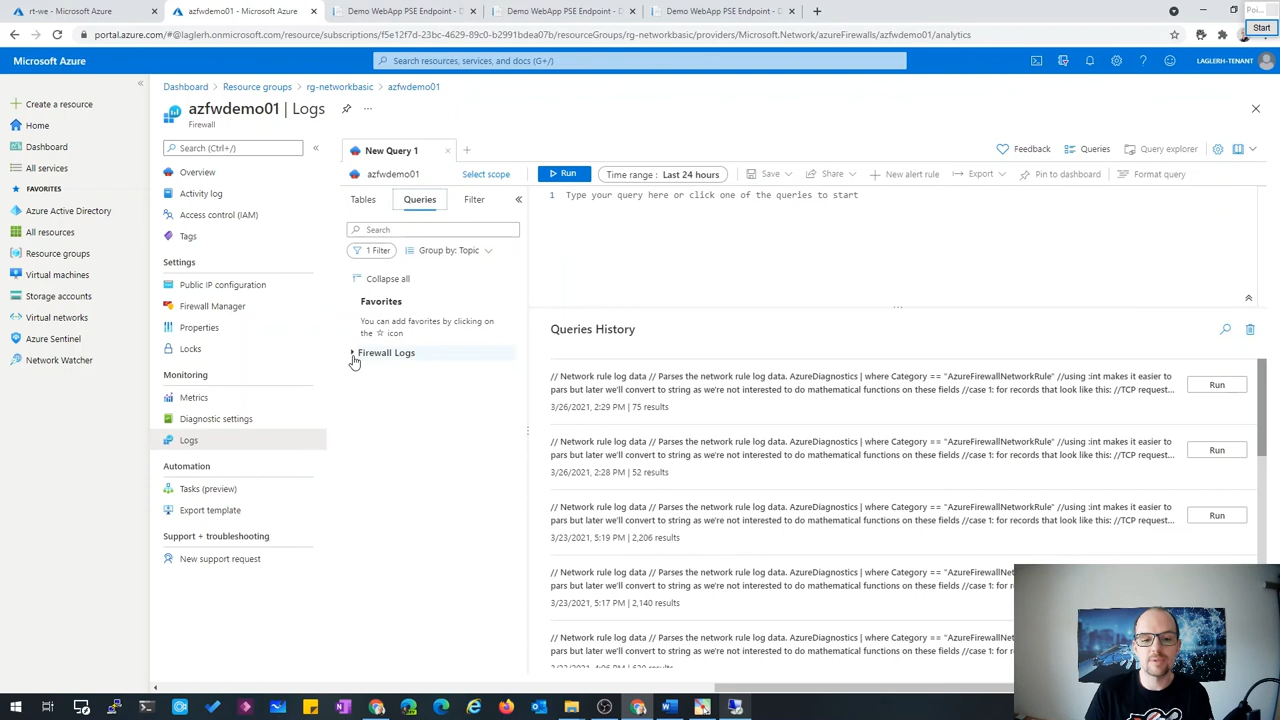 rt-we - Microsoft Azure
azfwdemo01 - Microsoft Azure
Demo WebApp PSE Endpoint - D
Demo WebApp PSE Endpoint - D
Demo WebApp PSE Endpoint - D
Poi...
Start
portal.azure.com/#@laglerh.onmicrosoft.com/resource/subscriptions/f5e12f7d-23bc-4629-89c0-b2991bdea07
sourceGroups/rg-networkbasic/providers/Microsoft.Network/azureFirewalls/azfwdemo01/analytics
Microsoft Azure
Search resources, services, and docs (G+/)
LAGLERH-TENANT
Create a resource
Home
Dashboard
All services
FAVORITES
Azure Active Directory
All resources
Resource groups
Virtual machines
Storage accounts
Virtual networks
Azure Sentinel
Network Watcher
Dashboard > Resource groups > rg-networkbasic > azfwdemo01
azfwdemo01 | Logs
Firewall
Search (Ctrl+/)
Overview
Activity log
Access control (IAM)
Tags
Settings
Public IP configuration
Firewall Manager
Properties
Locks
Monitoring
Metrics
Diagnostic settings
Logs
Automation
Tasks (preview)
Export template
Support + troubleshooting
New support request
New Query 1
Feedback
Queries
Query explorer
azfwdemo01
Select scope
Run
Time range : Last 24 hours
Save
Share
New alert rule
Export
Pin to dashboard
Format query
Tables
Queries
Filter
1 Type your query here or click one of the queries to start
Search
1 Filter
Group by: Topic
Collapse all
Favorites
You can add favorites by clicking on
the ☆ icon
Firewall Logs
Queries History
// Network rule log data // Parses the network rule log data. AzureDiagnostics | where Category == "AzureFirewallNetworkRule" //using :int makes it easier to
pars but later we'll convert to string as we're not interested to do mathematical functions on these fields //case 1: for records that look like this: //TCP request...
Run
3/26/2021, 2:29 PM | 75 results
// Network rule log data // Parses the network rule log data. AzureDiagnostics | where Category == "AzureFirewallNetworkRule" //using :int makes it easier to
pars but later we'll convert to string as we're not interested to do mathematical functions on these fields //case 1: for records that look like this: //TCP request...
Run
3/26/2021, 2:28 PM | 52 results
// Network rule log data // Parses the network rule log data. AzureDiagnostics | where Category == "AzureFirewallNetworkRule" //using :int makes it easier to
pars but later we'll convert to string as we're not interested to do mathematical functions on these fields //case 1: for records that look like this: //TCP request...
Run
3/23/2021, 5:19 PM | 2,206 results
// Network rule log data // Parses the network rule log data. AzureDiagnostics | where Category == "AzureFirewallN
pars but later we'll convert to string as we're not interested to do mathematical functions on these fields //case 1: for r
3/23/2021, 5:17 PM | 2,140 results
// Network rule log data // Parses the network rule log data. AzureDiagnostics | where Category == "AzureFirewallN
pars but later we'll convert to string as we're not interested to do mathematical functions on these fields //case 1: for r